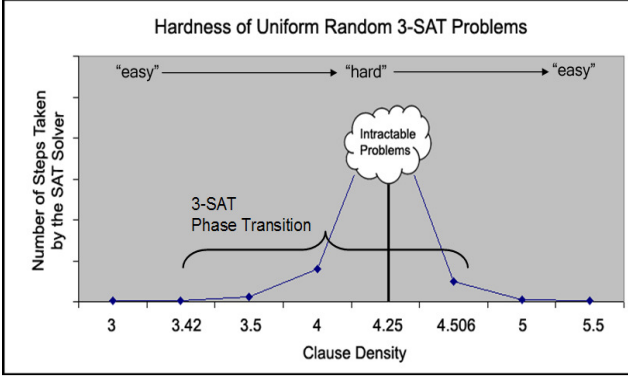 Hardness of Uniform Random 3-SAT Problems
"easy" "hard" "easy"
Intractable
Problems
3-SAT
Phase Transition
Number of Steps Taken
by the SAT Solver
3 3.42 3.5 4 4.25 4.506 5 5.5
Clause Density